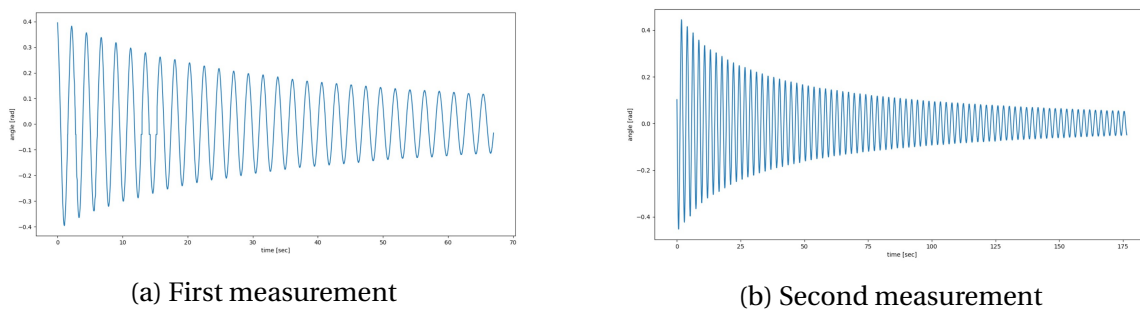 0.4
0.3
0.2
0.1
0.0
−0.1
−0.2
−0.3
−0.4
angle [rad]
0 10 20 30 40 50 60 70
time [sec]
(a) First measurement
0.4
0.2
0.0
−0.2
−0.4
angle [rad]
0 25 50 75 100 125 150 175
time [sec]
(b) Second measurement